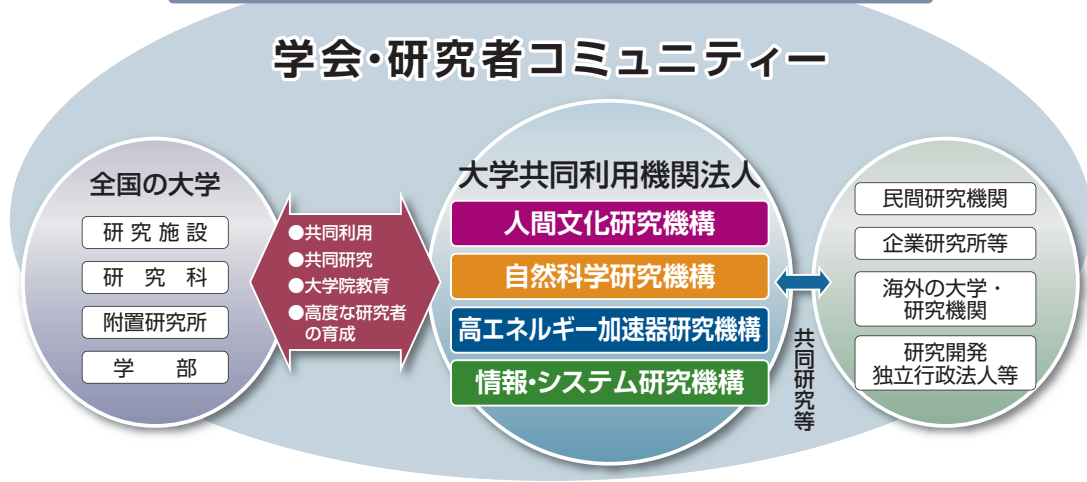 学会・研究者コミュニティー
全国の大学
研究施設
研究科
附置研究所
学部
●共同利用
●共同研究
●大学院教育
●高度な研究者
の育成
大学共同利用機関法人
人間文化研究機構
自然科学研究機構
高エネルギー加速器研究機構
情報・システム研究機構
共同研究等
民間研究機関
企業研究所等
海外の大学・
研究機関
研究開発
独立行政法人等